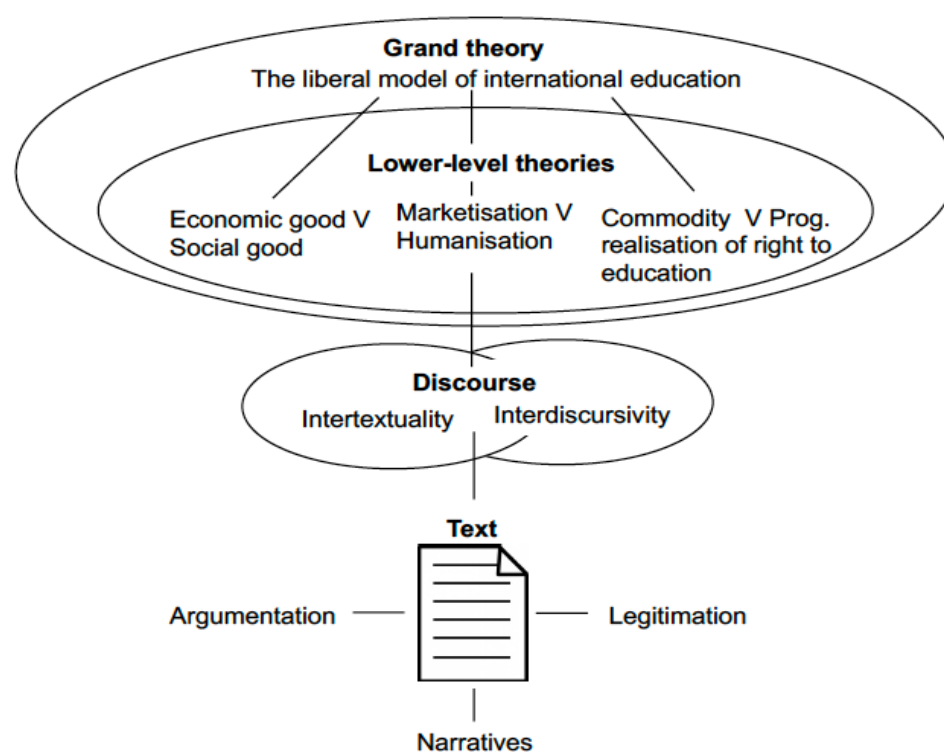 Grand theory
The liberal model of international education
Lower-level theories
Economic good V
Social good
Marketisation V
Humanisation
Commodity V Prog.
realisation of right to
education
Discourse
Intertextuality
Interdiscursivity
Text
Argumentation
Legitimation
Narratives